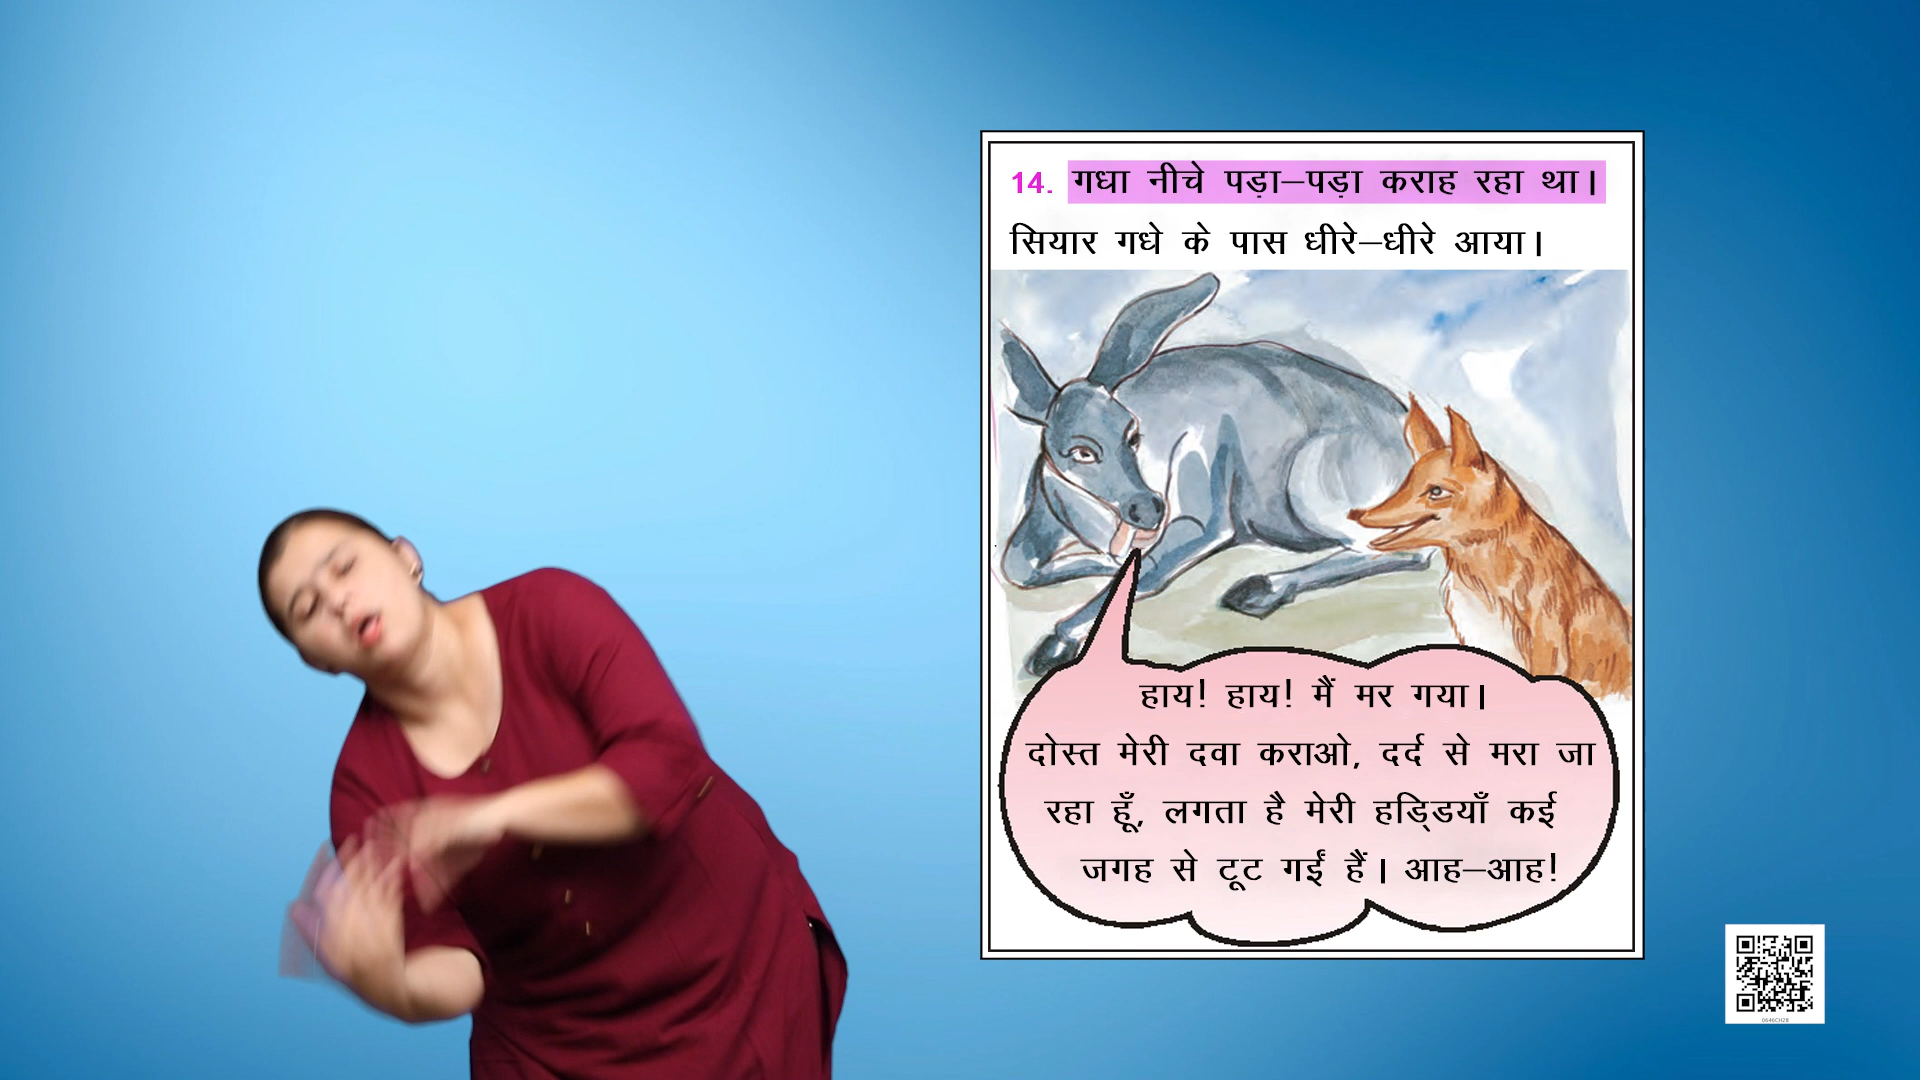 14. गधा नीचे पड़ा–पड़ा कराह रहा था।
सियार गधे के पास धीरे–धीरे आया।
हाय! हाय! मैं मर गया।
दोस्त मेरी दवा कराओ, दर्द से मरा जा
रहा हूँ, लगता है मेरी हड्डियाँ कई
जगह से टूट गईं हैं। आह–आह!
0646CH28